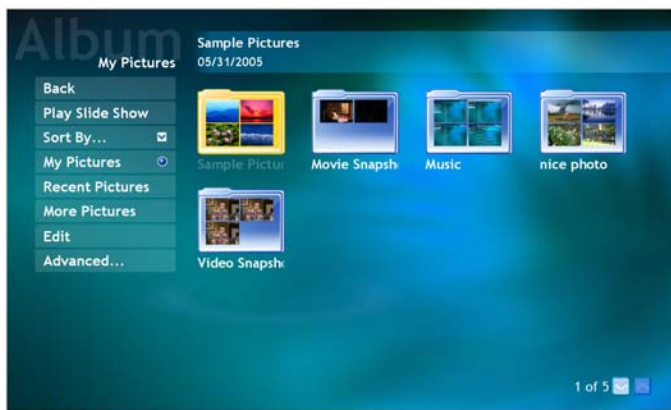 Album
My Pictures
Sample Pictures
05/31/2005
Back
Play Slide Show
Sort By...
My Pictures
Recent Pictures
More Pictures
Edit
Advanced...
Sample Pictur
Movie Snapsh
Music
nice photo
Video Snapsh
1 of 5